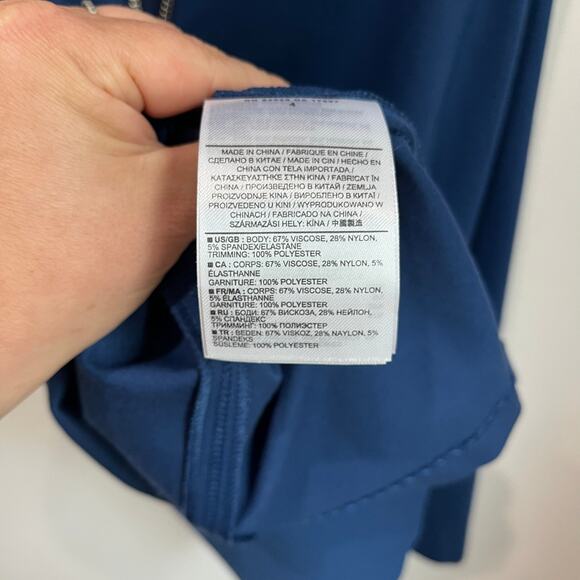 4
MADE IN CHINA / FABRIQUE EN CHINE /
СДЕЛАНО В КИТАЕ / MADE IN CIN / HECHO EN
CHINA CON TELA IMPORTADA /
ΚΑΤΑΣΚΕΥΑΣΤΗΚΕ ΣΤΗΝ ΚΙΝΑ / FABRICAT ÎN
CHINA / ПРОИЗВЕДЕНО В КИТАЙ / ZEMLJA
PROIZVODNJE KINA / ВИРОБЛЕНО В КИТАЇ /
PROIZVEDENO U KINI / WYPRODUKOWANO W
CHINACH / FABRICADO NA CHINA /
SZÁRMAZÁSI HELY: KÍNA / 中國製造
■ US/GB : BODY: 67% VISCOSE, 28% NYLON,
5% SPANDEX/ELASTANE
TRIMMING: 100% POLYESTER
■ CA : CORPS: 67% VISCOSE, 28% NYLON, 5%
ÉLASTHANNE
GARNITURE: 100% POLYESTER
■ FR/MA : CORPS: 67% VISCOSE, 28% NYLON,
5% ÉLASTHANNE
GARNITURE: 100% POLYESTER
■ RU : БОДИ: 67% ВИСКОЗА, 28% НЕЙЛОН,
5% СПАНДЕКС
ТРИММИНГ: 100% ПОЛИЭСТЕР
■ TR : BEDEN: 67% VİSKOZ, 28% NAYLON, 5%
SPANDEKS
SÜSLEME: 100% POLYESTER